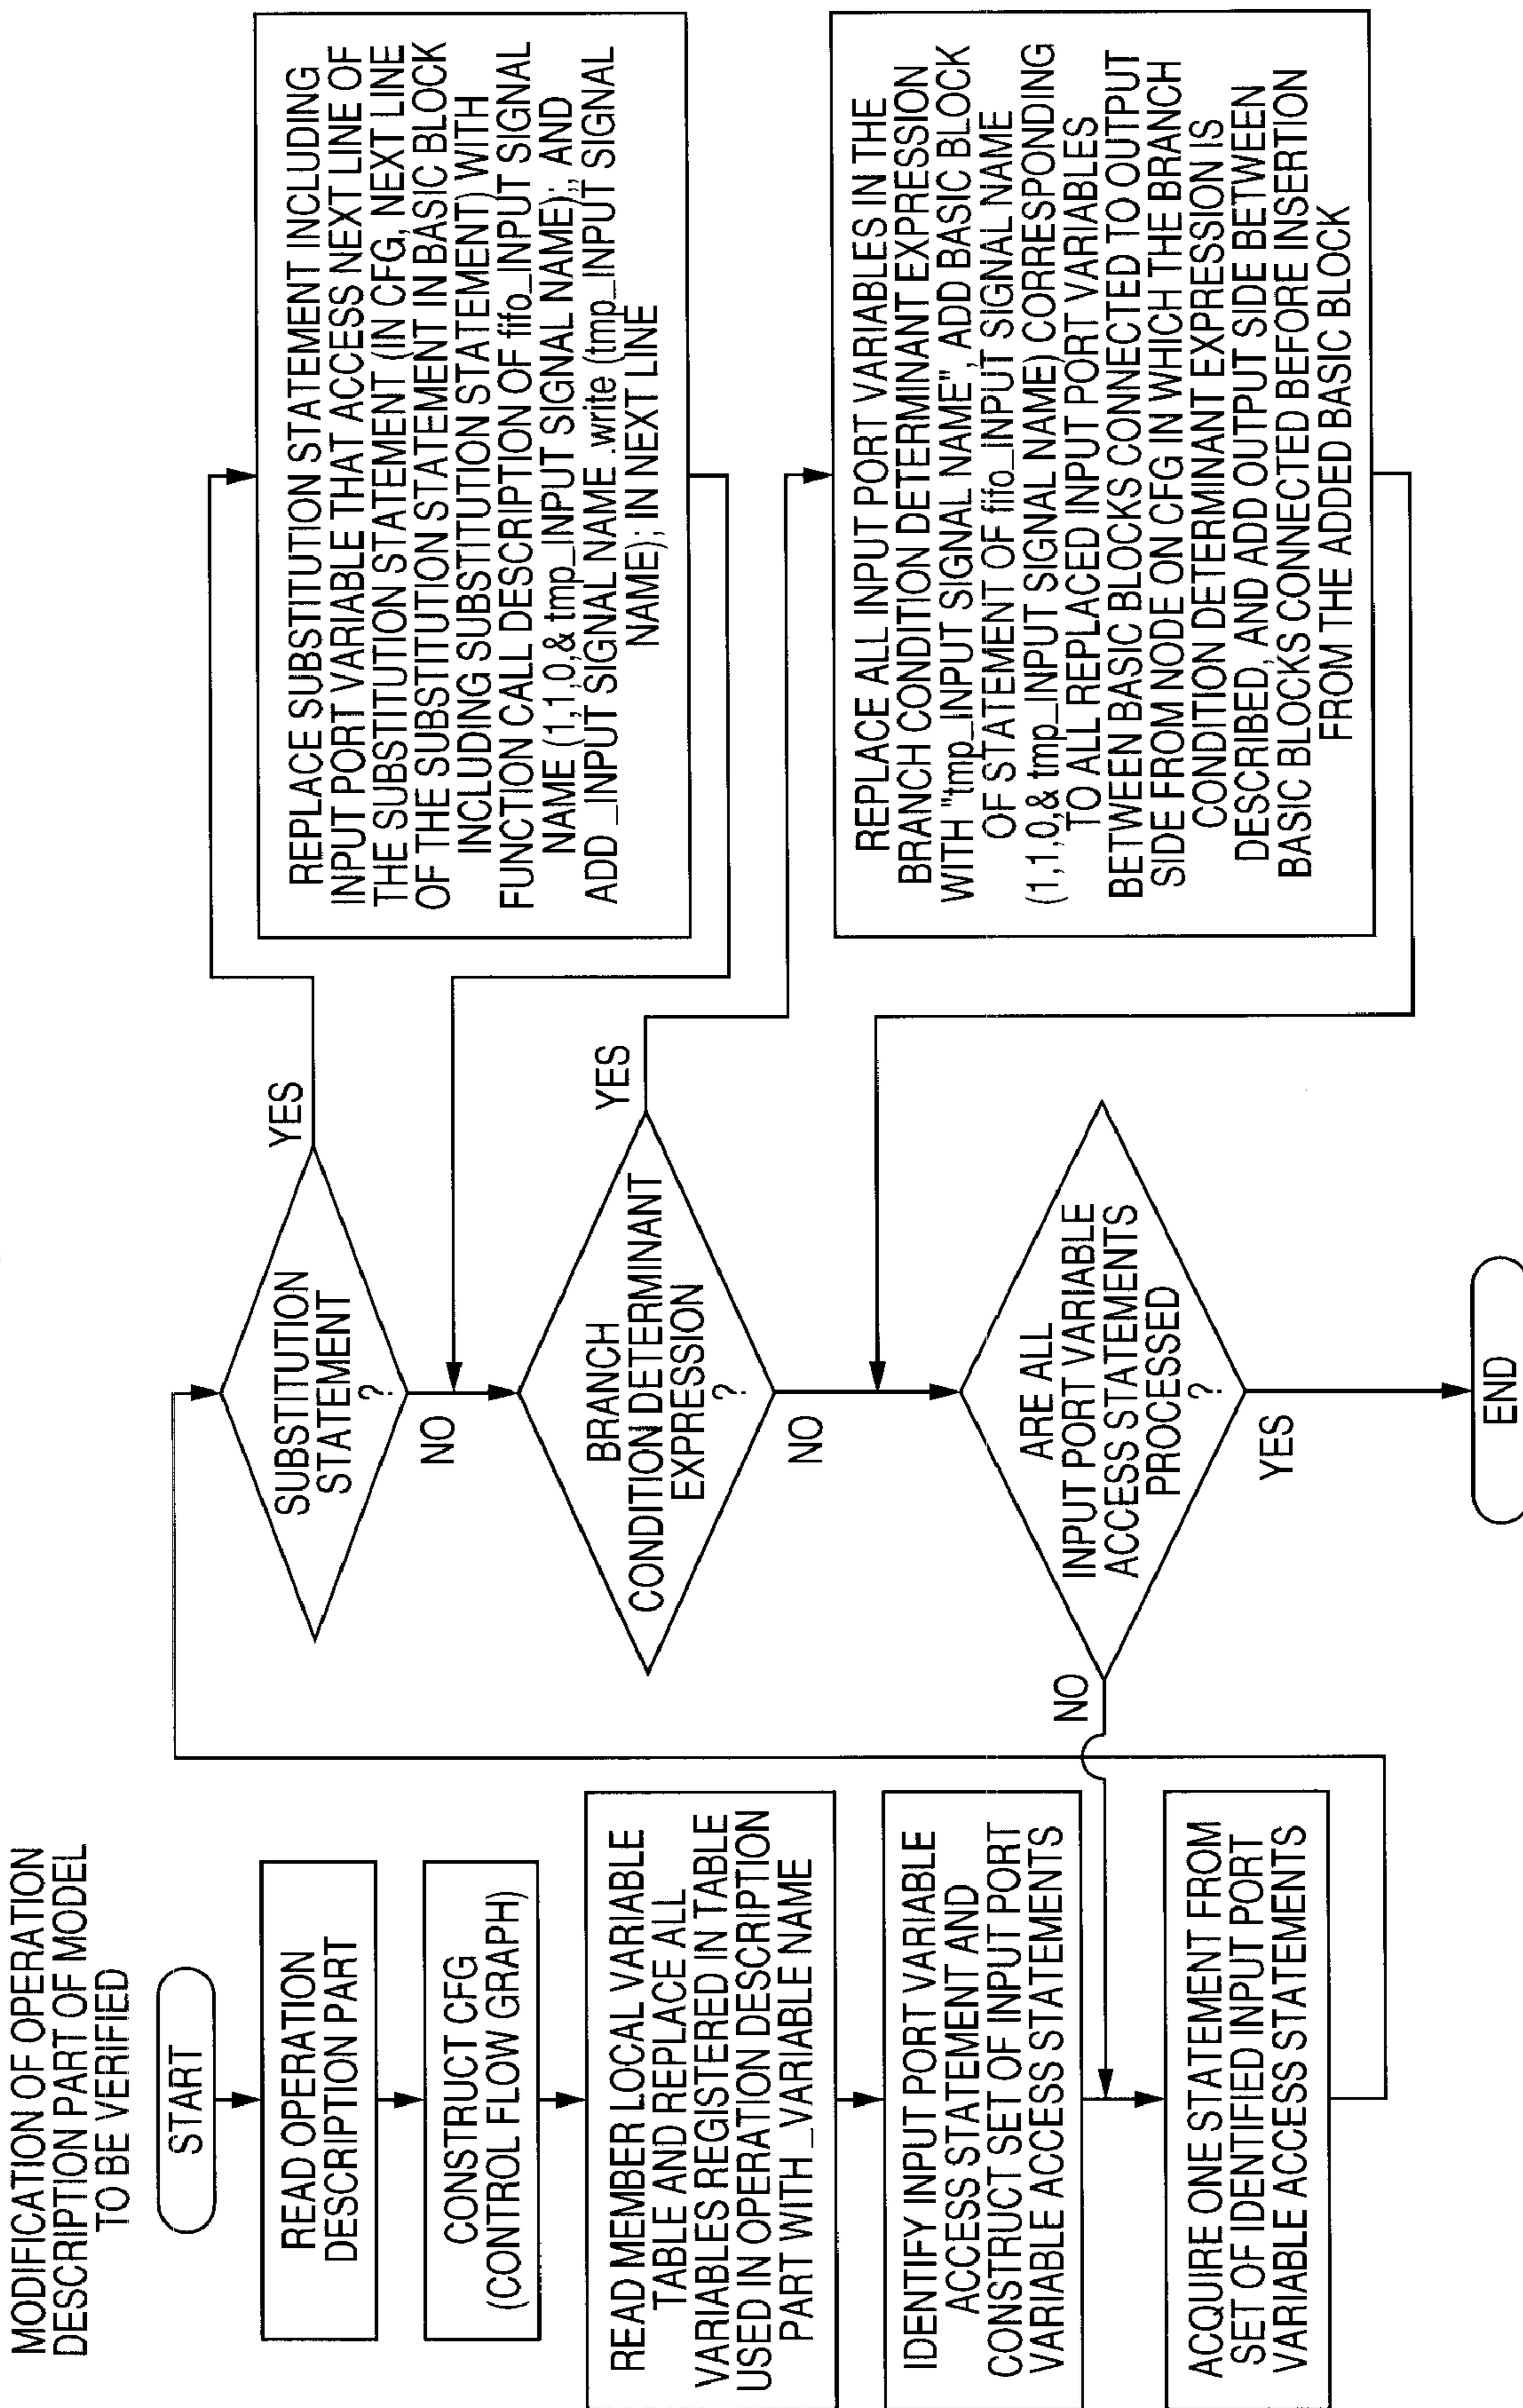 MODIFICATION OF OPERATION
DESCRIPTION PART OF MODEL
TO BE VERIFIED
START
READ OPERATION
DESCRIPTION PART
CONSTRUCT CFG
(CONTROL FLOW GRAPH)
READ MEMBER LOCAL VARIABLE
TABLE AND REPLACE ALL
VARIABLES REGISTERED IN TABLE
USED IN OPERATION DESCRIPTION
PART WITH _VARIABLE NAME
IDENTIFY INPUT PORT VARIABLE
ACCESS STATEMENT AND
CONSTRUCT SET OF INPUT PORT
VARIABLE ACCESS STATEMENTS
ACQUIRE ONE STATEMENT FROM
SET OF IDENTIFIED INPUT PORT
VARIABLE ACCESS STATEMENTS
SUBSTITUTION
STATEMENT
?
YES
NO
REPLACE SUBSTITUTION STATEMENT INCLUDING
INPUT PORT VARIABLE THAT ACCESS NEXT LINE OF
THE SUBSTITUTION STATEMENT (IN CFG, NEXT LINE
OF THE SUBSTITUTION STATEMENT IN BASIC BLOCK
INCLUDING SUBSTITUTION STATEMENT) WITH
FUNCTION CALL DESCRIPTION OF fifo_INPUT SIGNAL
NAME (1,1,0,& tmp_INPUT SIGNAL NAME);, AND
ADD _INPUT SIGNAL NAME .write (tmp_INPUT SIGNAL
NAME); IN NEXT LINE
BRANCH
CONDITION DETERMINANT
EXPRESSION
?
YES
NO
REPLACE ALL INPUT PORT VARIABLES IN THE
BRANCH CONDITION DETERMINANT EXPRESSION
WITH "tmp_INPUT SIGNAL NAME", ADD BASIC BLOCK
OF STATEMENT OF fifo_INPUT SIGNAL NAME
(1,1,0,& tmp_INPUT SIGNAL NAME) CORRESPONDING
TO ALL REPLACED INPUT PORT VARIABLES
BETWEEN BASIC BLOCKS CONNECTED TO OUTPUT
SIDE FROM NODE ON CFG IN WHICH THE BRANCH
CONDITION DETERMINANT EXPRESSION IS
DESCRIBED, AND ADD OUTPUT SIDE BETWEEN
BASIC BLOCKS CONNECTED BEFORE INSERTION
FROM THE ADDED BASIC BLOCK
ARE ALL
INPUT PORT VARIABLE
ACCESS STATEMENTS
PROCESSED
?
NO
YES
END